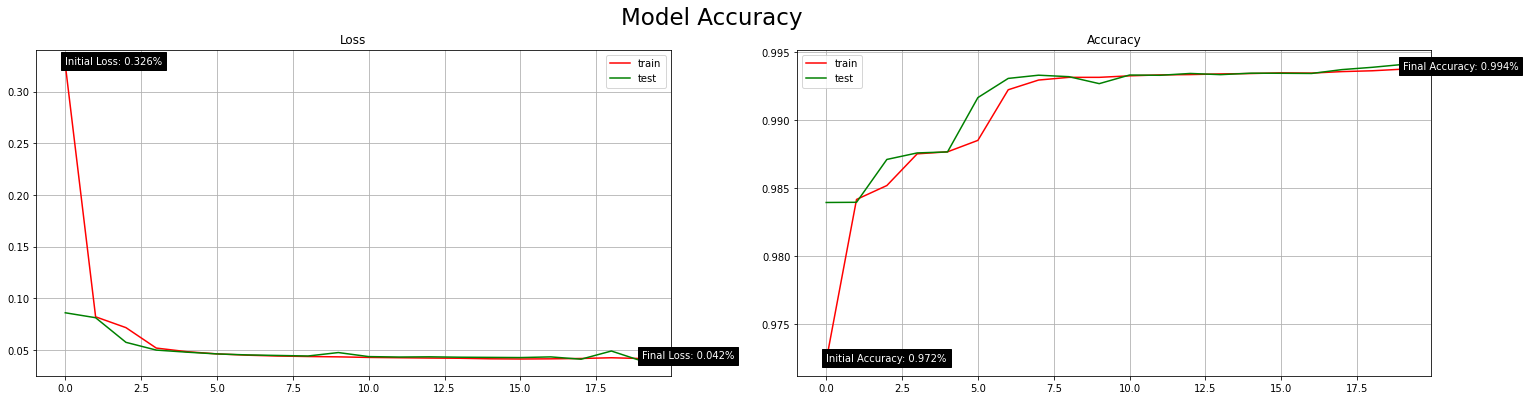 Model Accuracy
Loss
Initial Loss: 0.326%
train
test
0.30
0.25
0.20
0.15
0.10
0.05
Final Loss: 0.042%
0.0 2.5 5.0 7.5 10.0 12.5 15.0 17.5
Accuracy
train
test
0.995
Final Accuracy: 0.994%
0.990
0.985
0.980
0.975
Initial Accuracy: 0.972%
0.0 2.5 5.0 7.5 10.0 12.5 15.0 17.5